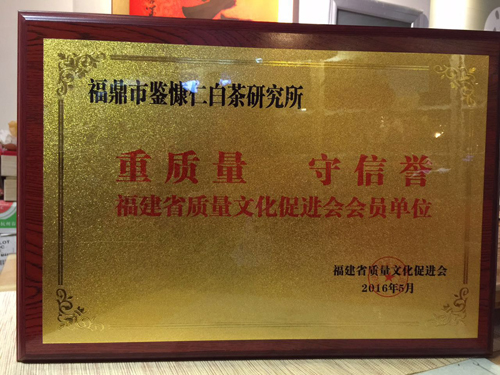 福鼎市鉴慷仁白茶研究所
重质量 守信誉
福建省质量文化促进会会员单位
福建省质量文化促进会
2016年5月